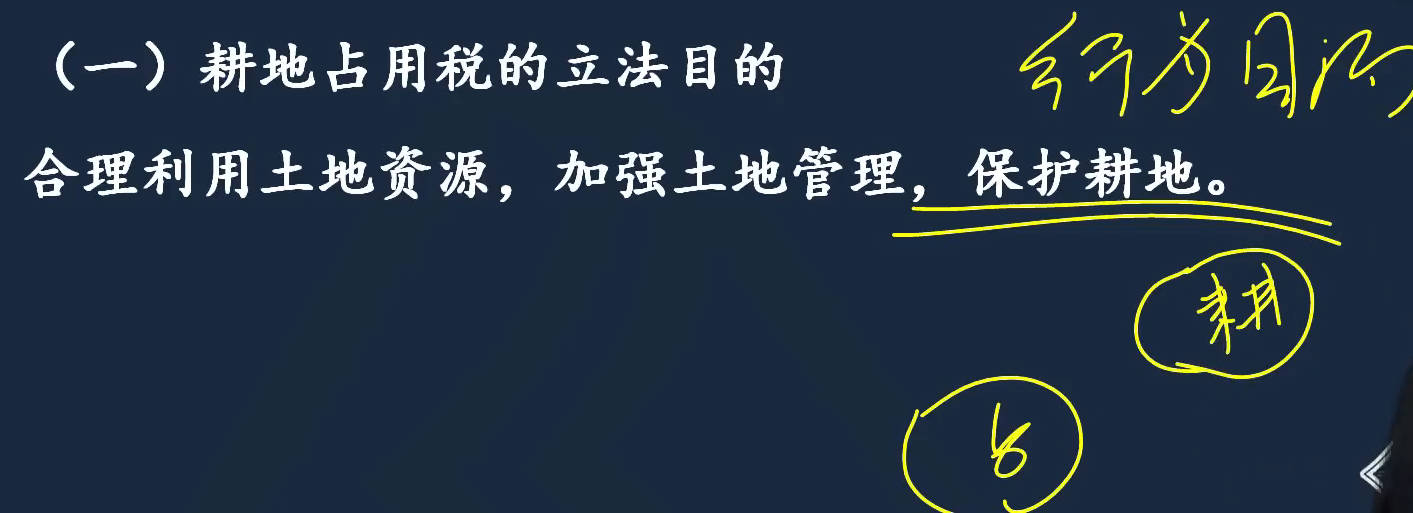 （一）耕地占用税的立法目的
行为目的
合理利用土地资源，加强土地管理，保护耕地。
耕
占